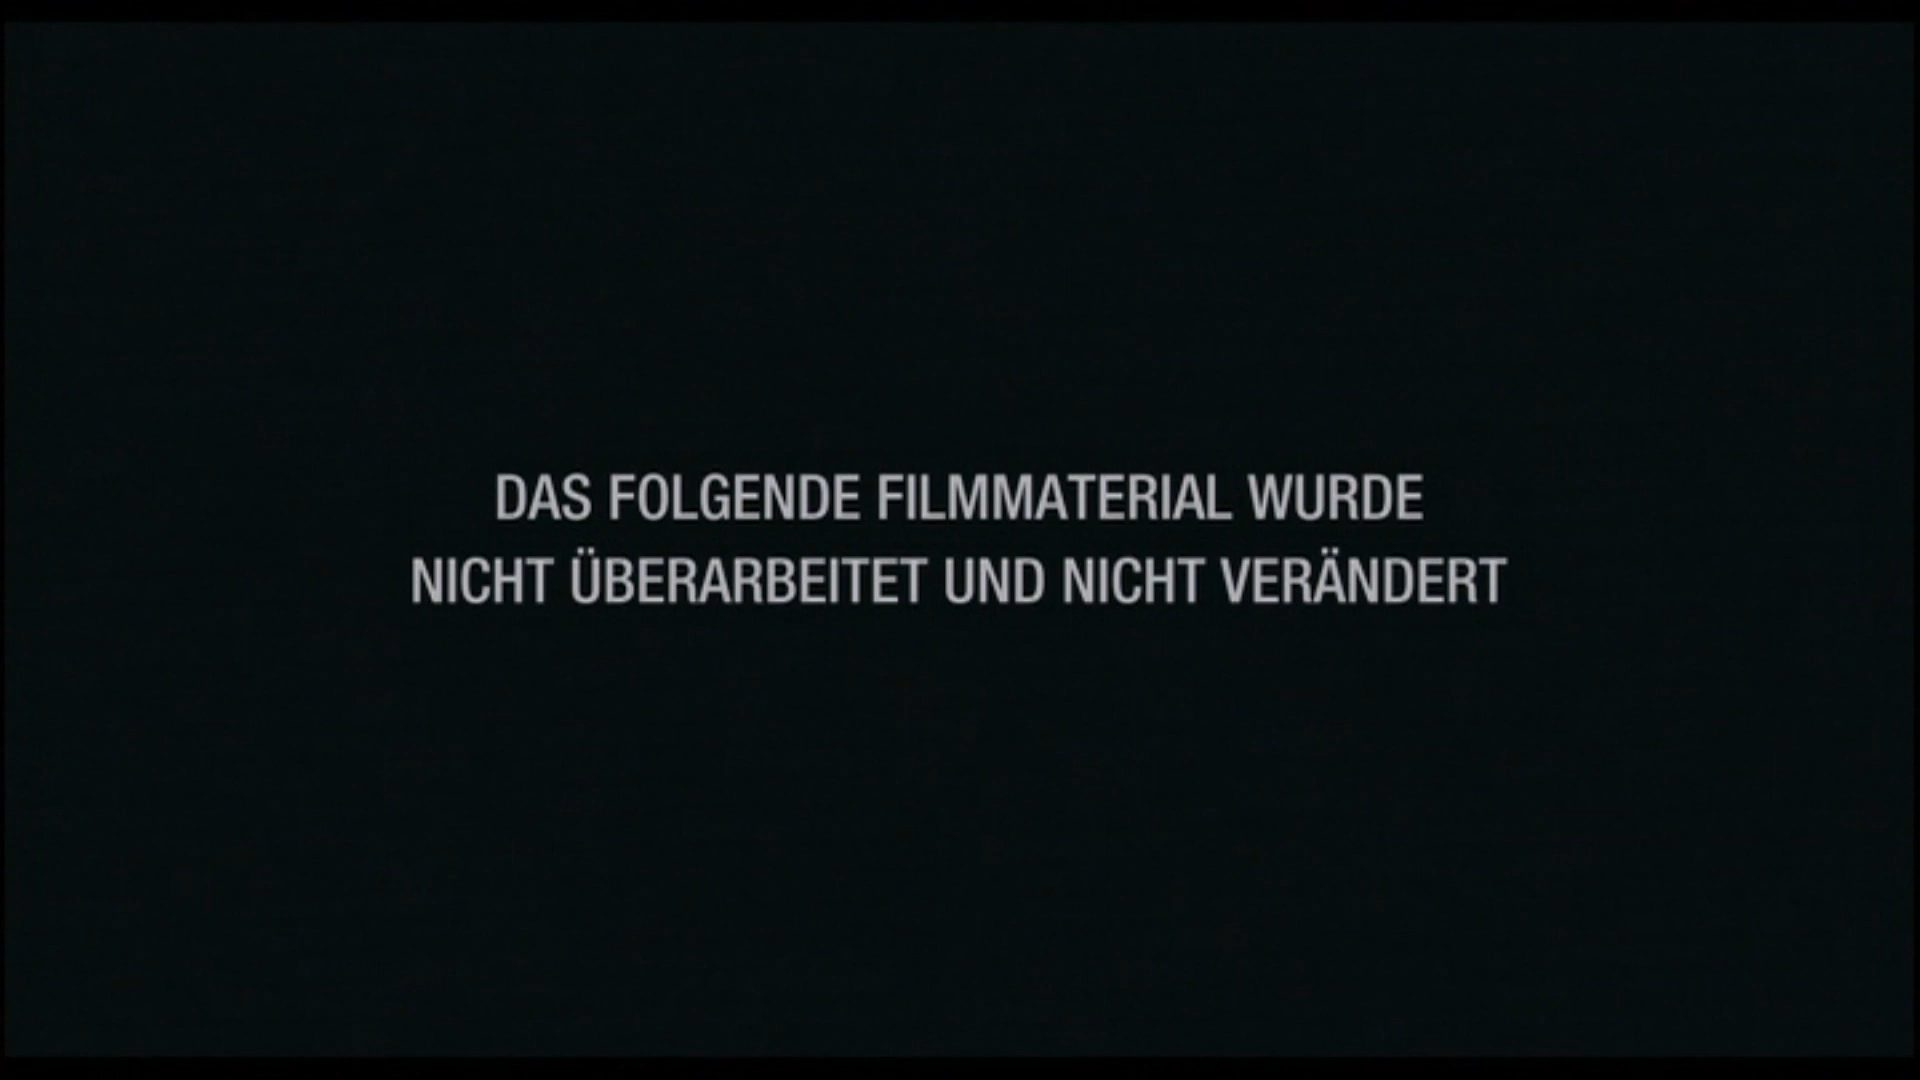 DAS FOLGENDE FILMMATERIAL WURDE
NICHT ÜBERARBEITET UND NICHT VERÄNDERT